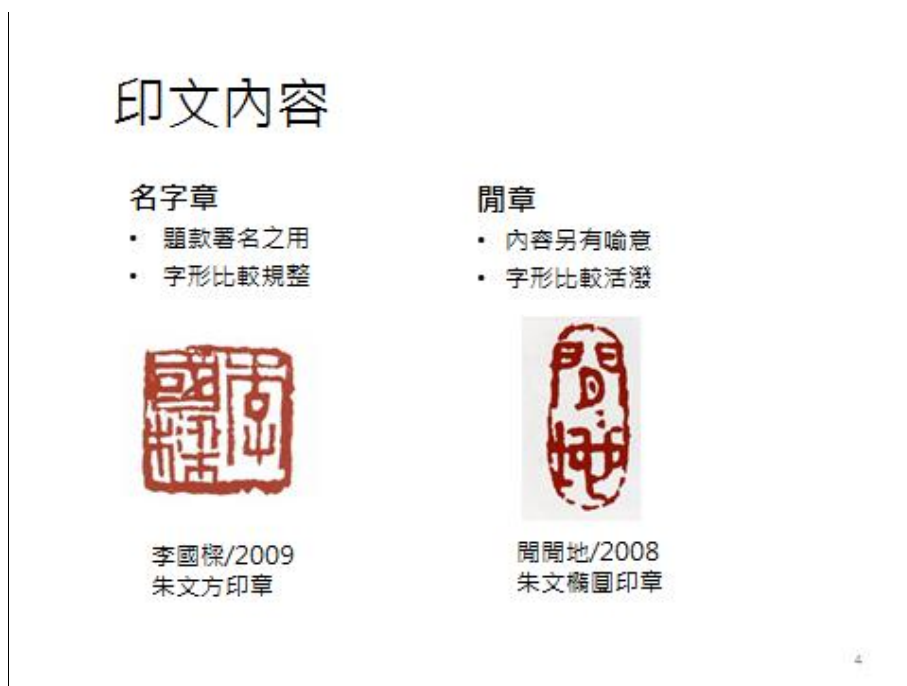 印文內容
名字章
• 題款署名之用
• 字形比較規整
李國樑/2009
朱文方印章
閒章
• 內容另有喻意
• 字形比較活潑
閒地
閒閒地/2008
朱文橢圓印章
4